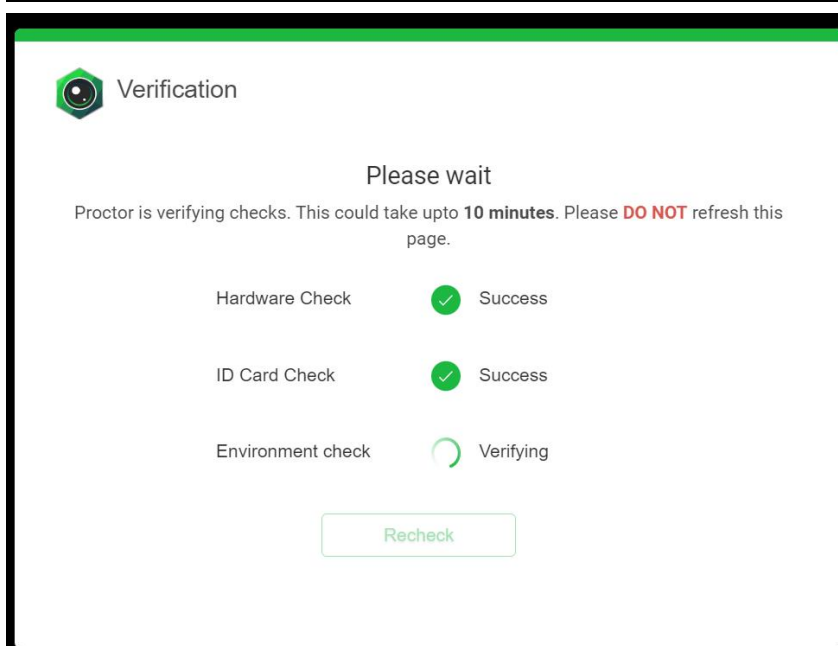 Verification
Please wait
Proctor is verifying checks. This could take upto 10 minutes. Please DO NOT refresh this
page.
Hardware Check Success
ID Card Check Success
Environment check Verifying
Recheck